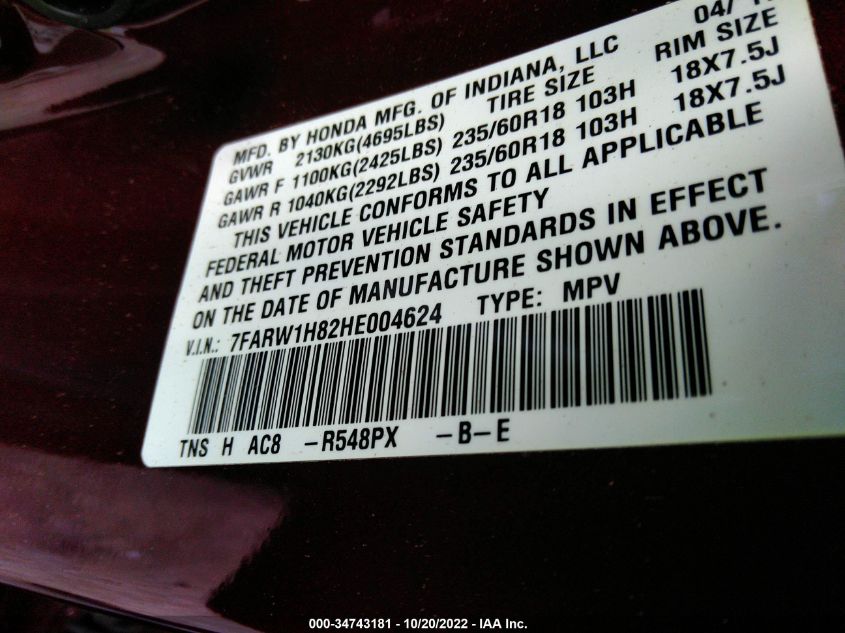 04/
MFD. BY HONDA MFG. OF INDIANA, LLC
GVWR 2130KG(4695LBS) TIRE SIZE RIM SIZE
GAWR F 1100KG(2425LBS) 235/60R18 103H 18X7.5J
GAWR R 1040KG(2292LBS) 235/60R18 103H 18X7.5J
THIS VEHICLE CONFORMS TO ALL APPLICABLE
FEDERAL MOTOR VEHICLE SAFETY
AND THEFT PREVENTION STANDARDS IN EFFECT
ON THE DATE OF MANUFACTURE SHOWN ABOVE.
V.I.N.: 7FARW1H82HE004624 TYPE: MPV
TNS H AC8 -R548PX -B-E
000-34743181 - 10/20/2022 - IAA Inc.